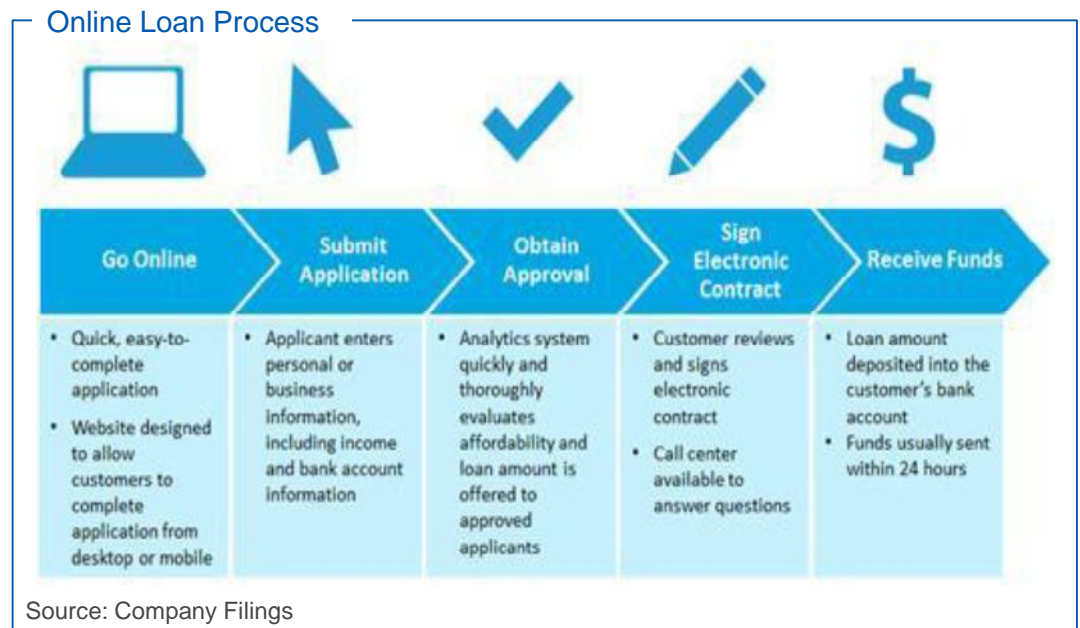 Online Loan Process
$
Go Online
Submit
Application
Obtain
Approval
Sign
Electronic
Contract
Receive Funds
• Quick, easy-to-
complete
application
• Website designed
to allow
customers to
complete
application from
desktop or mobile
• Applicant enters
personal or
business
information,
including income
and bank account
information
• Analytics system
quickly and
thoroughly
evaluates
affordability and
loan amount is
offered to
approved
applicants
• Customer reviews
and signs
electronic
contract
• Call center
available to
answer questions
• Loan amount
deposited into the
customer's bank
account
• Funds usually sent
within 24 hours
Source: Company Filings